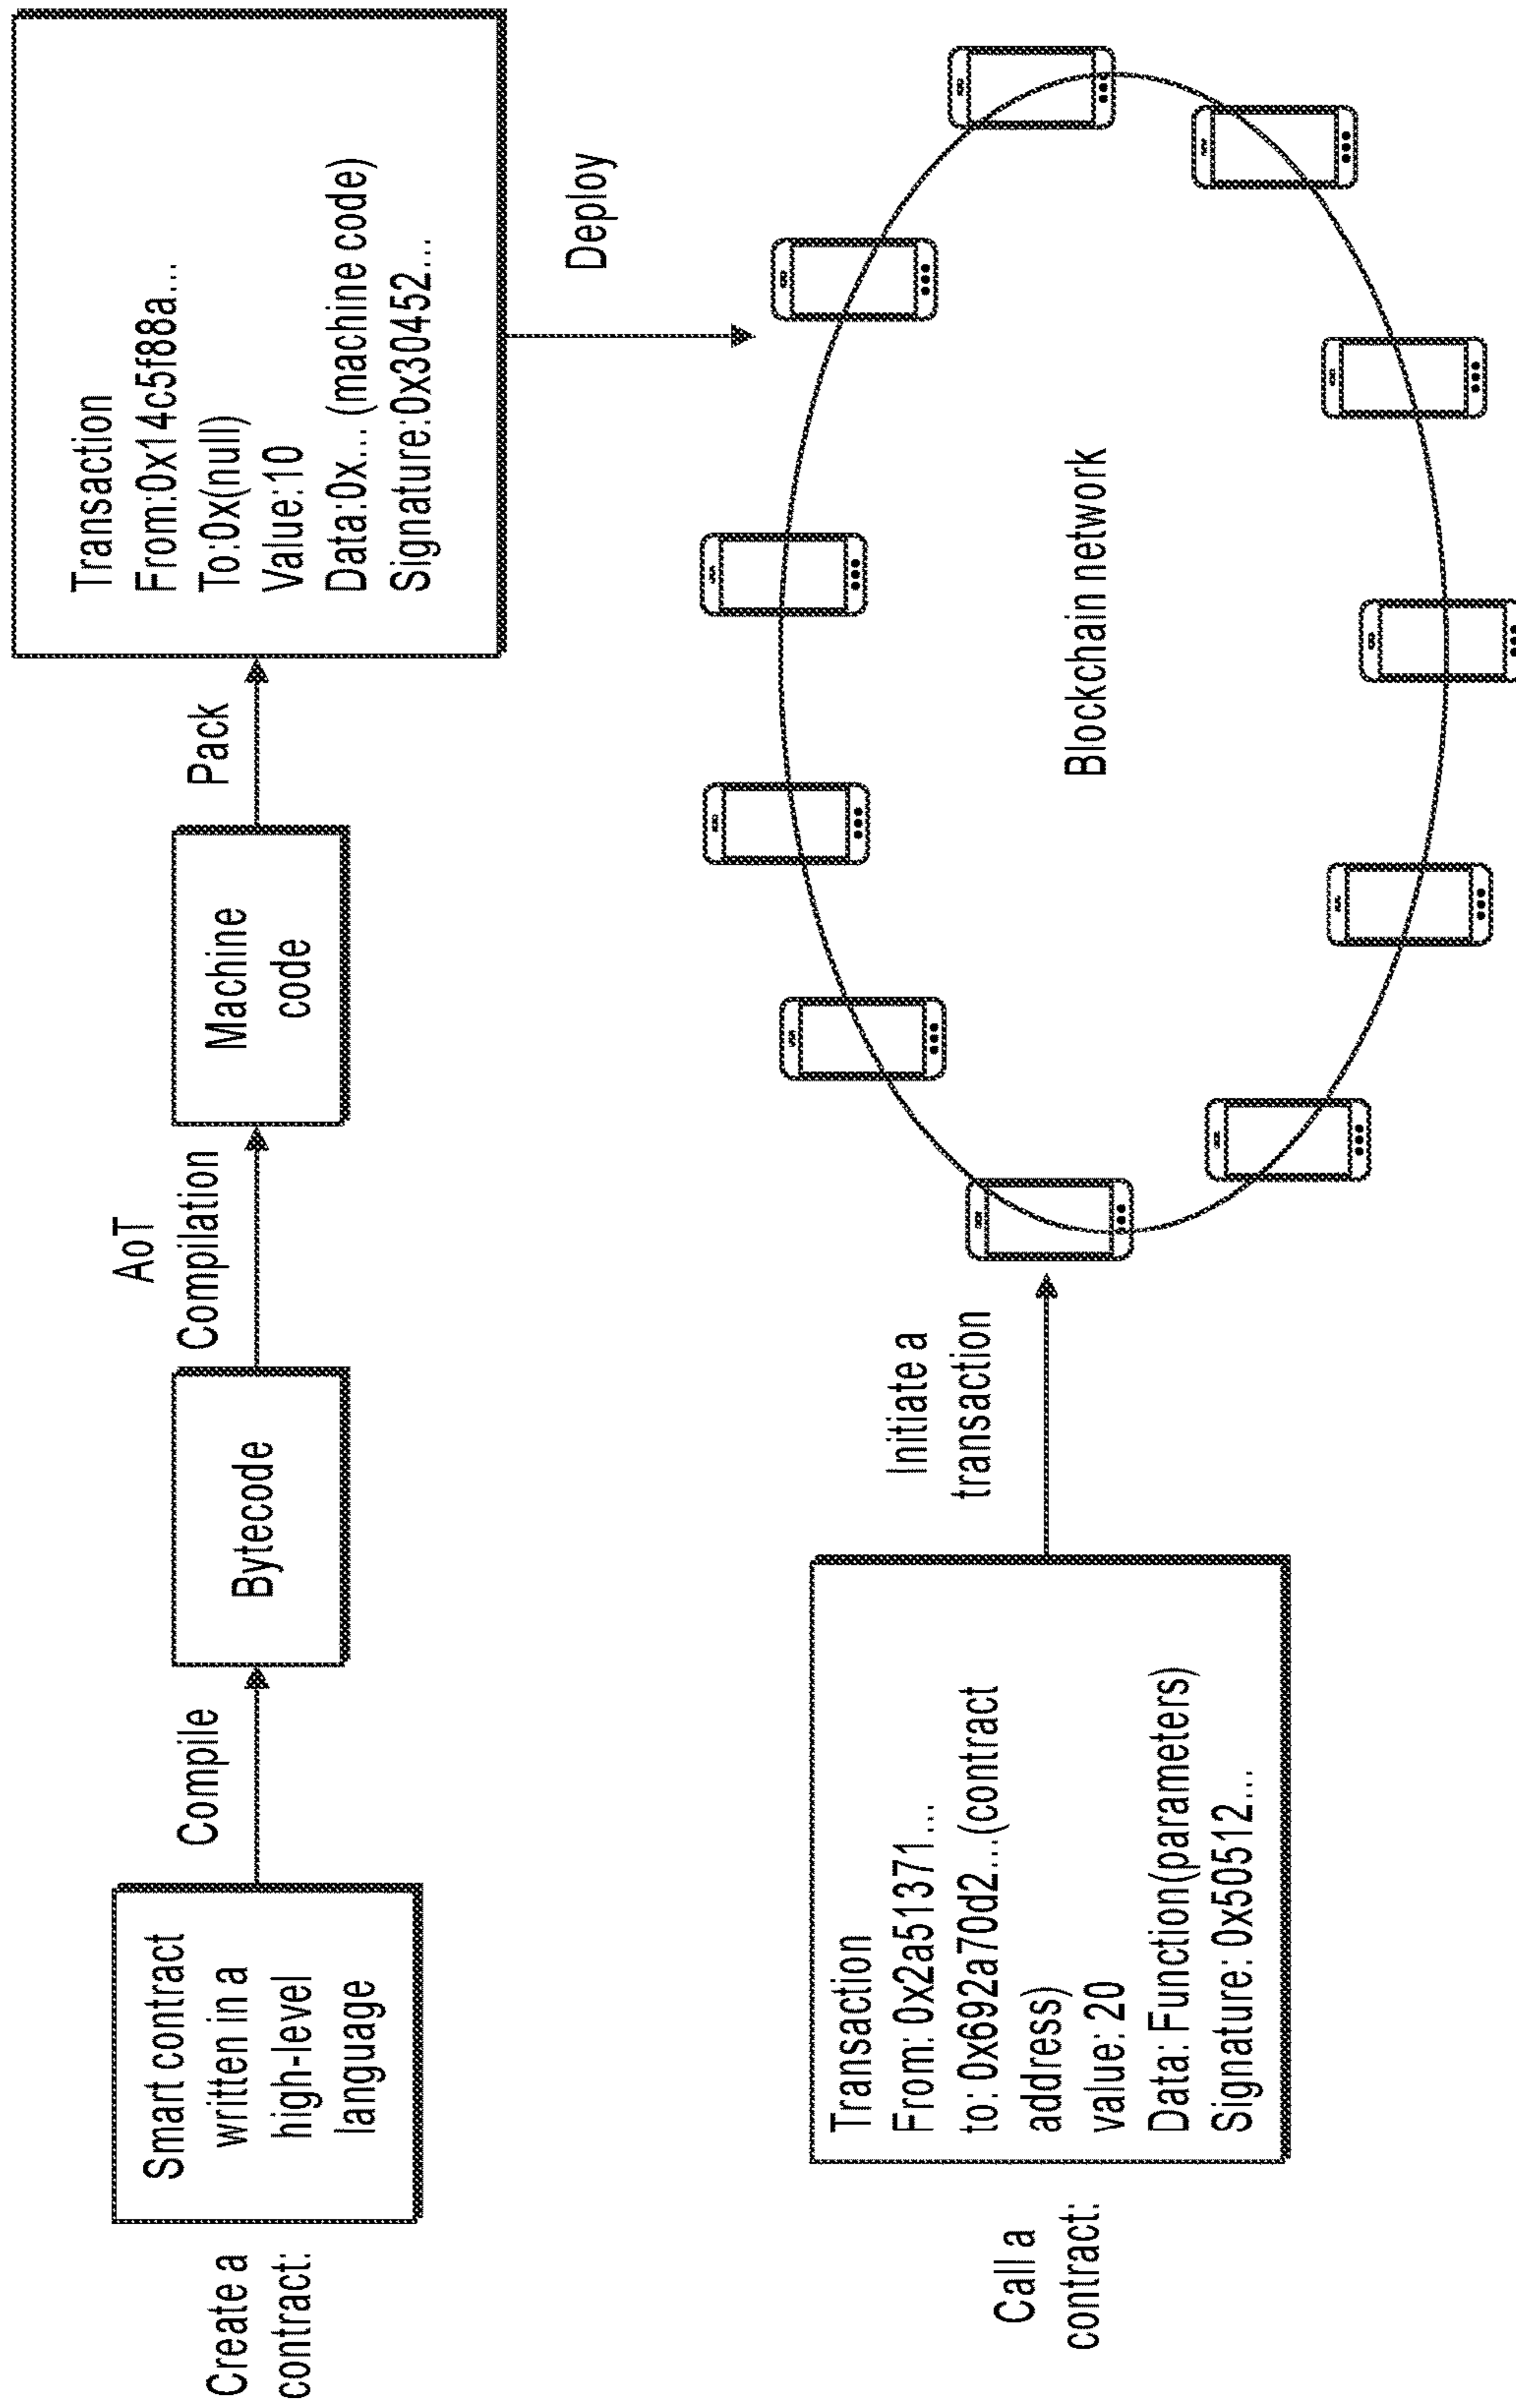 Create a
contract:
Smart contract
written in a
high-level
language
Compile
Bytecode
AoT
Compilation
Machine
code
Pack
Transaction
From:0x14c5f88a...
To:0x(null)
Value:10
Data:0x... (machine code)
Signature:0x30452...
Deploy
Call a
contract:
Transaction
From: 0x2a51371...
to: 0x692a70d2...(contract
address)
value: 20
Data: Function(parameters)
Signature: 0x50512...
Initiate a
transaction
Blockchain network